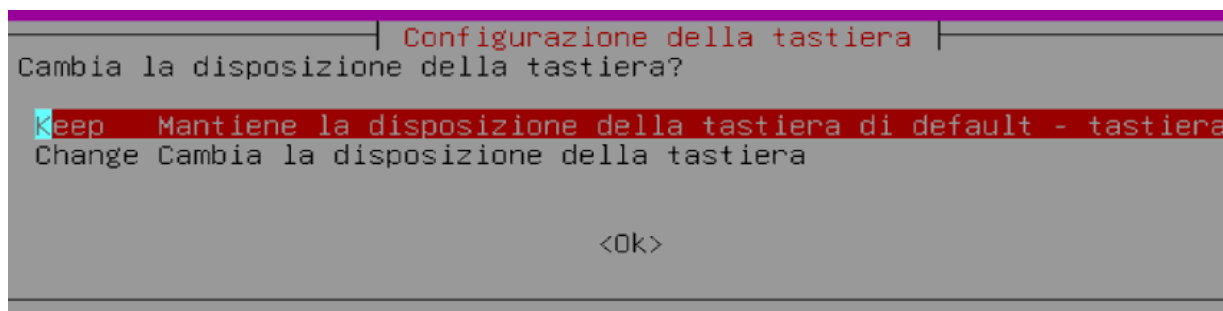 Configurazione della tastiera
Cambia la disposizione della tastiera?
Keep Mantiene la disposizione della tastiera di default - tastiera
Change Cambia la disposizione della tastiera
<Ok>